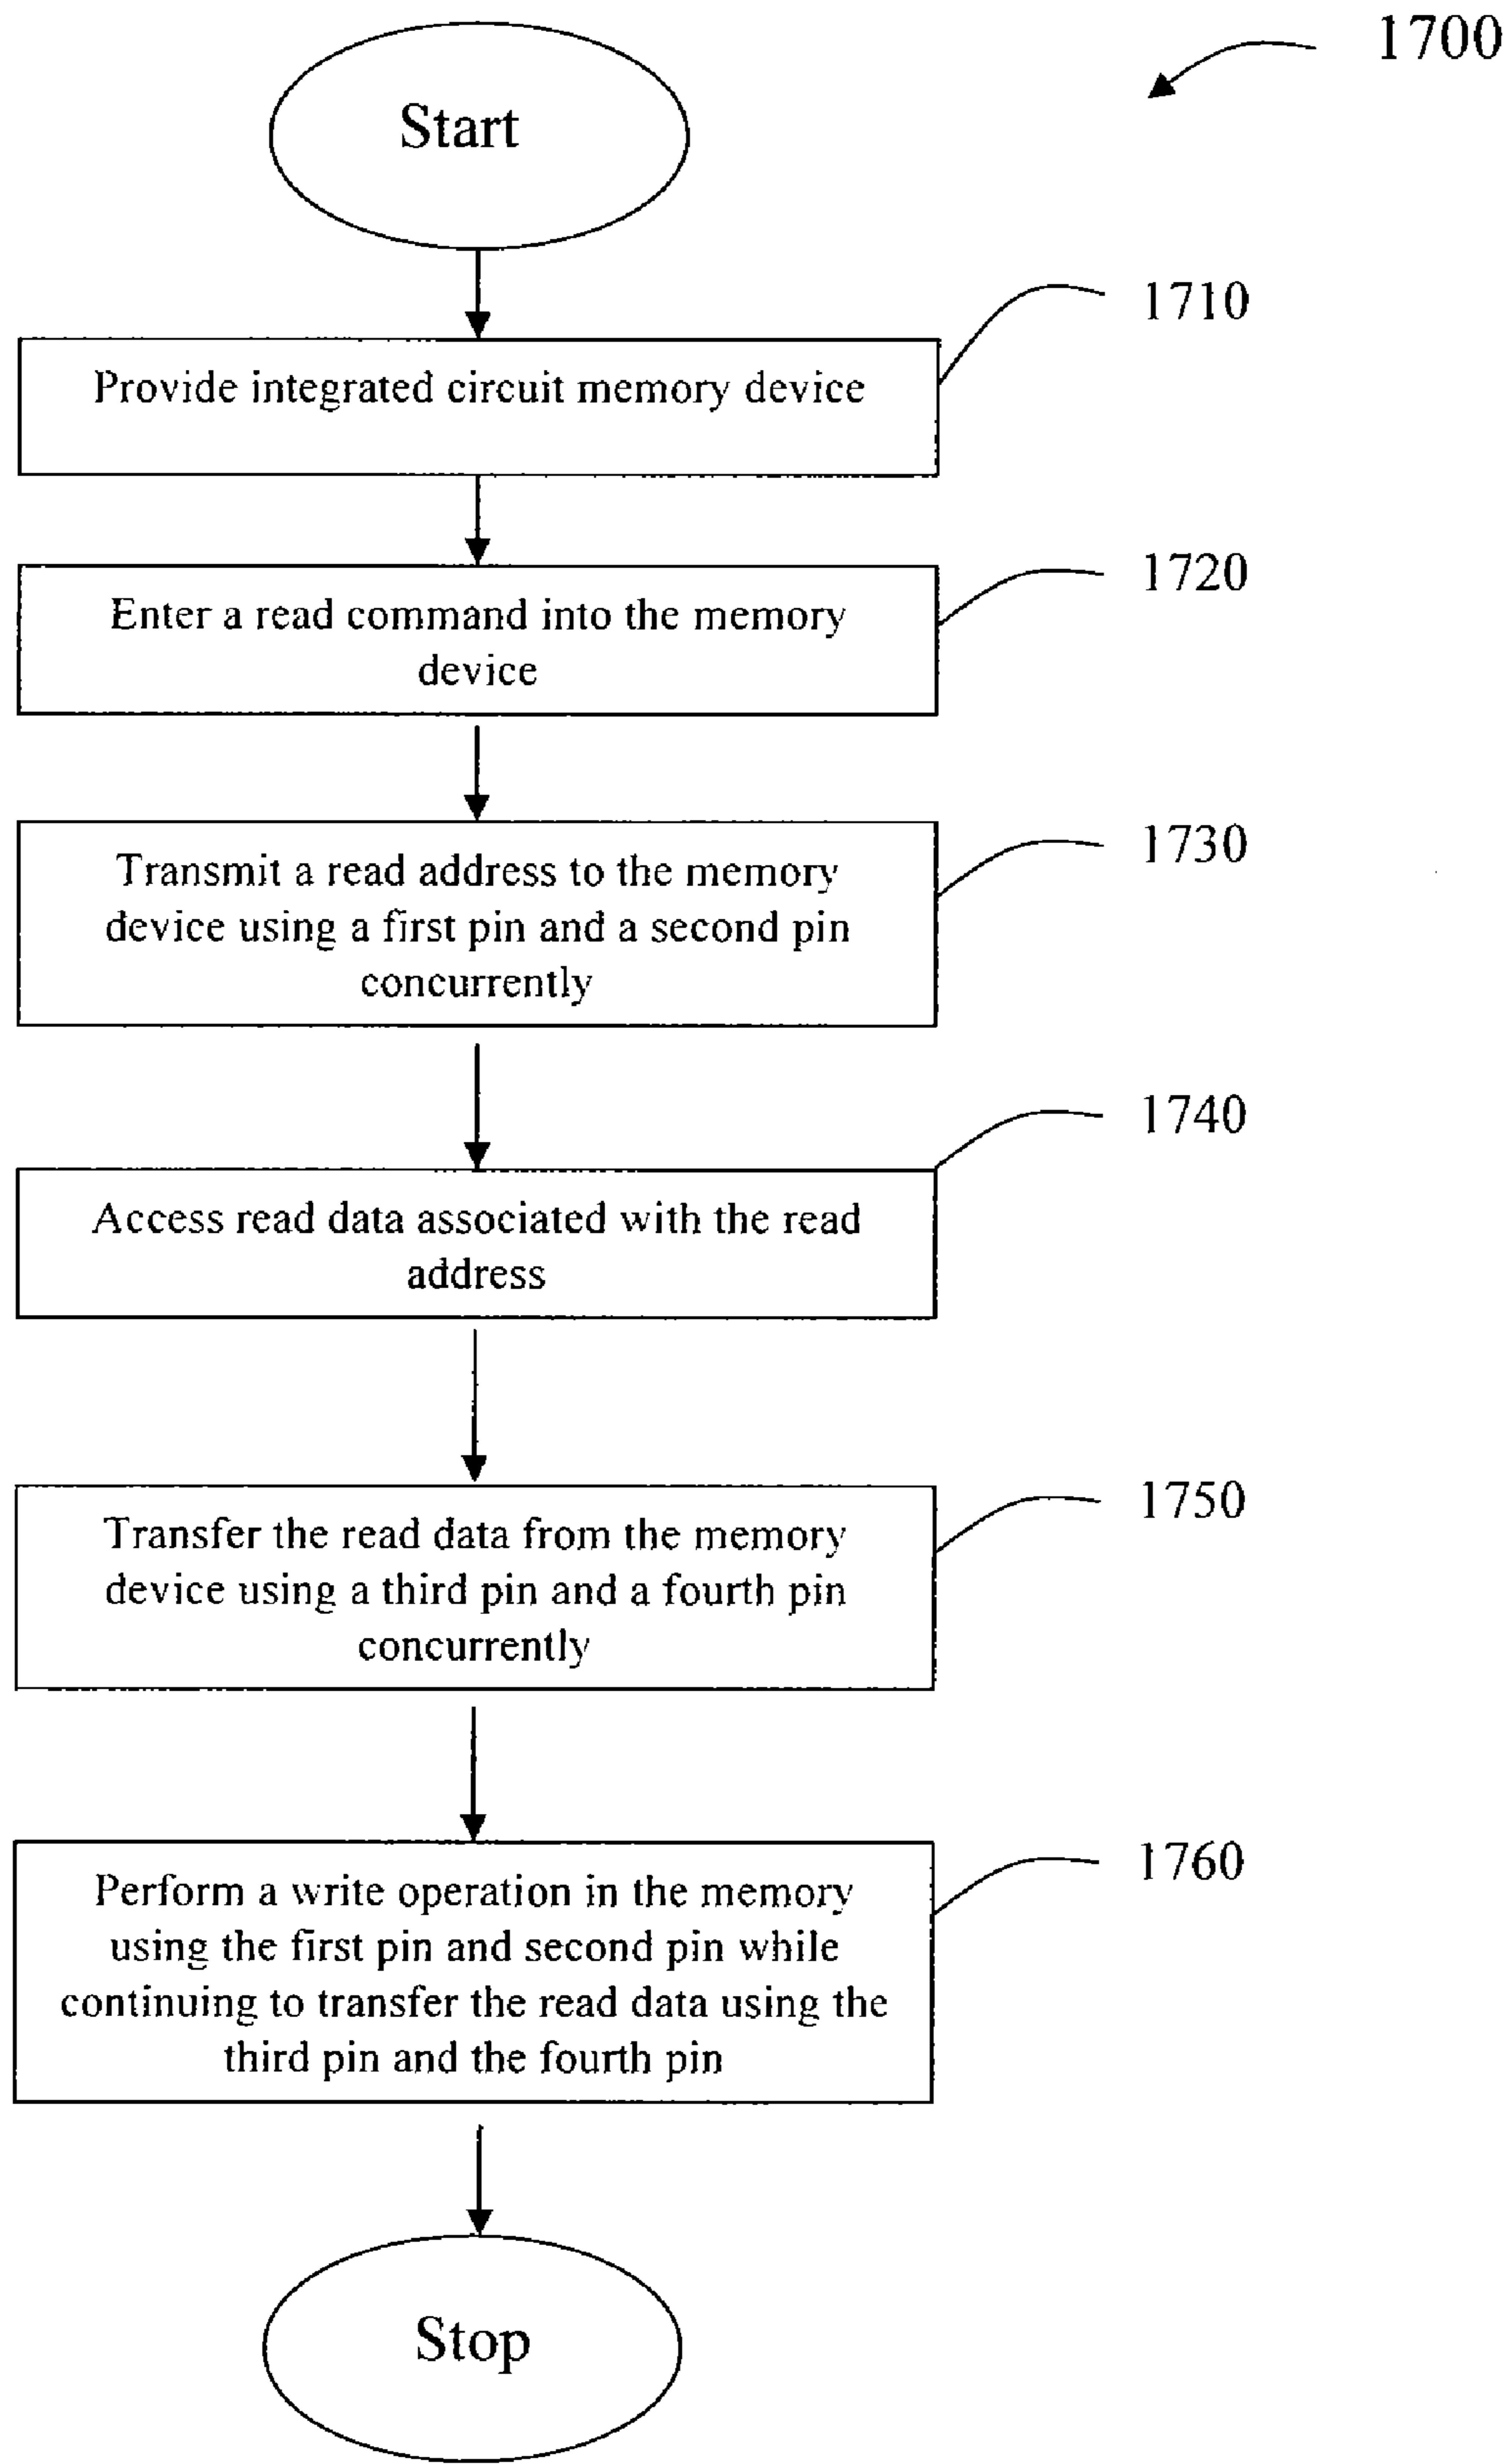 1700
Start
1710
Provide integrated circuit memory device
1720
Enter a read command into the memory
device
1730
Transmit a read address to the memory
device using a first pin and a second pin
concurrently
1740
Access read data associated with the read
address
1750
Transfer the read data from the memory
device using a third pin and a fourth pin
concurrently
1760
Perform a write operation in the memory
using the first pin and second pin while
continuing to transfer the read data using the
third pin and the fourth pin
Stop